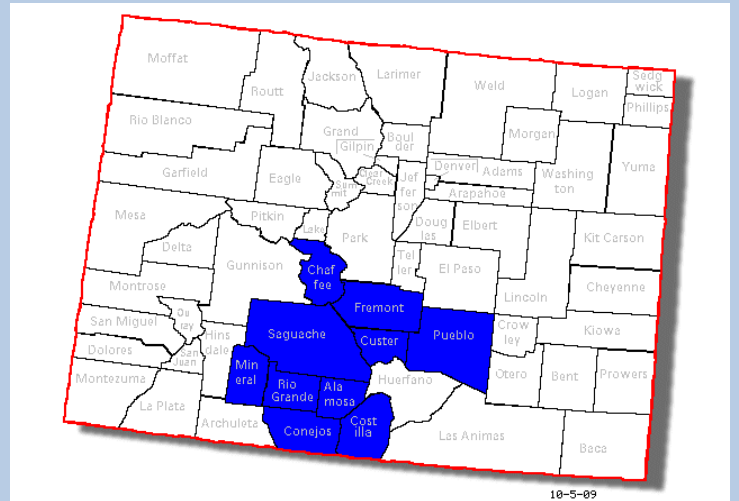 Moffat
Routt
Jackson
Larimer
Weld
Logan
Sedg
wick
Phillips
Rio Blanco
Grand
Gilpin
Boul
der
Morgan
Yuma
Garfield
Eagle
Sum
mit
Clear
Creek
Jef
fer
son
Denver
Adams
Arapahoe
Washing
ton
Mesa
Pitkin
Lake
Park
Doug
las
Elbert
Kit Carson
Delta
Gunnison
Chaf
fee
Tel
ler
El Paso
Lincoln
Cheyenne
Montrose
Ou
ray
Fremont
San Miguel
Hins
dale
Saguache
Custer
Pueblo
Crow
ley
Kiowa
Dolores
San
Juan
Min
eral
Rio
Grande
Ala
mosa
Huerfano
Otero
Bent
Prowers
Montezuma
La Plata
Archuleta
Conejos
Cost
illa
Las Animas
Baca
10-5-09